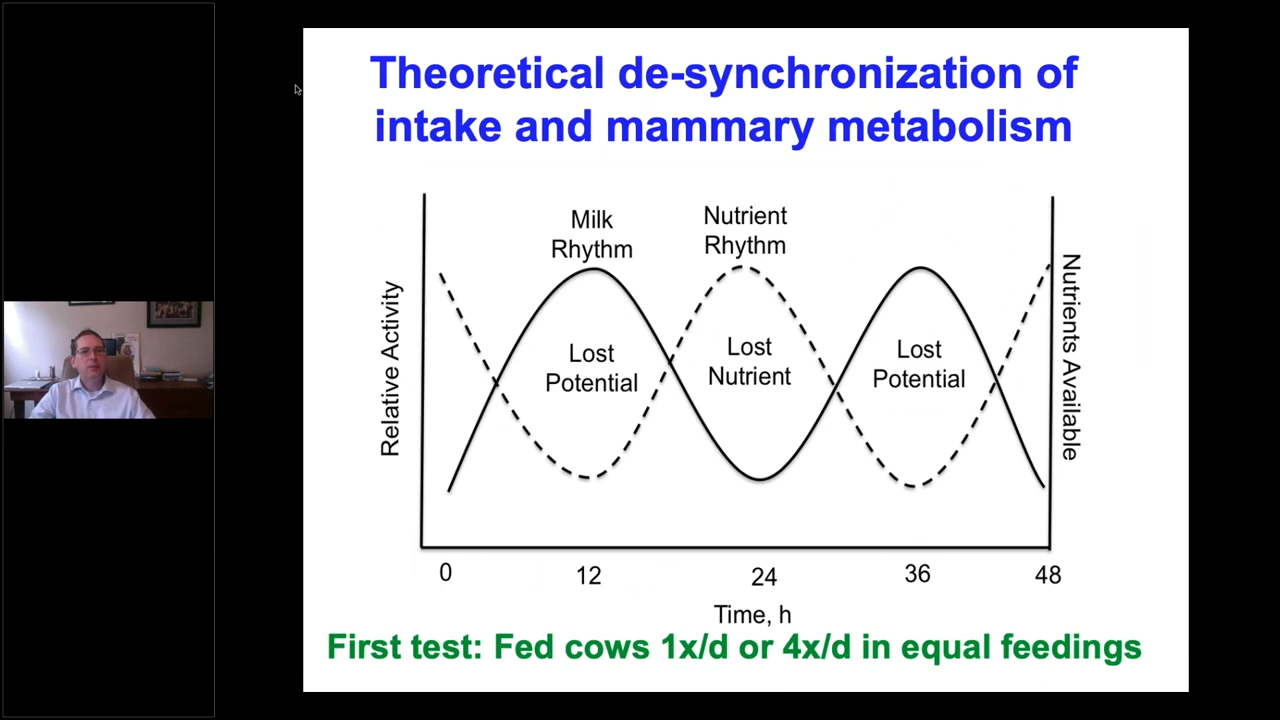 Theoretical de-synchronization of
intake and mammary metabolism
Milk
Rhythm
Nutrient
Rhythm
Relative Activity
Nutrients Available
Lost
Potential
Lost
Nutrient
Lost
Potential
0
12
24
36
48
Time, h
First test: Fed cows 1x/d or 4x/d in equal feedings